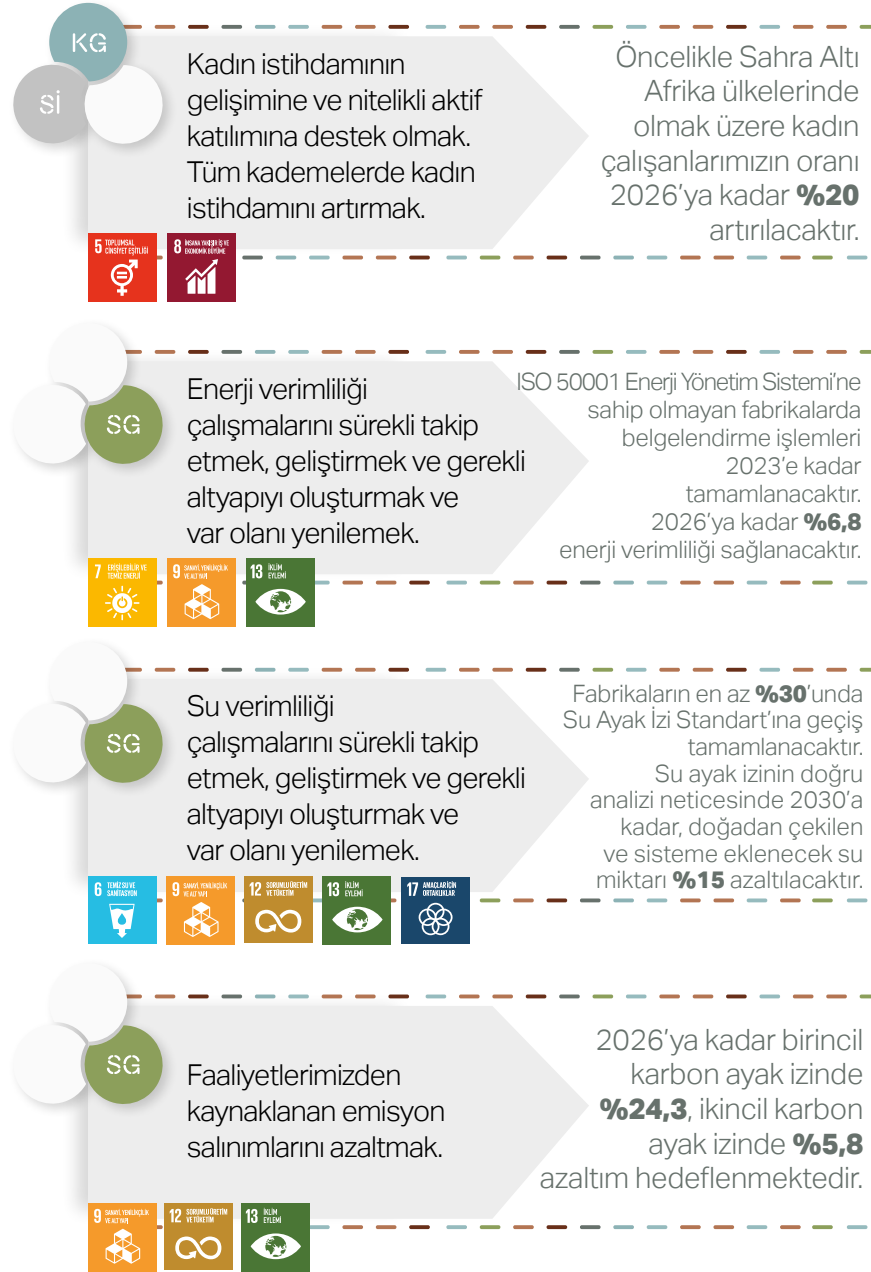 KG
Sİ
Kadın istihdamının
gelişimine ve nitelikli aktif
katılımına destek olmak.
Tüm kademelerde kadın
istihdamını artırmak.
Öncelikle Sahra Altı
Afrika ülkelerinde
olmak üzere kadın
çalışanlarımızın oranı
2026'ya kadar %20
artırılacaktır.
5 TOPLUMSAL
CİNSİYET EŞİTLİĞİ
8 İNSANA YAKIŞIR İŞ VE
EKONOMİK BÜYÜME
SG
Enerji verimliliği
çalışmalarını sürekli takip
etmek, geliştirmek ve gerekli
altyapıyı oluşturmak ve
var olanı yenilemek.
ISO 50001 Enerji Yönetim Sistemi'ne
sahip olmayan fabrikalarda
belgelendirme işlemleri
2023'e kadar
tamamlanacaktır.
2026'ya kadar %6,8
enerji verimliliği sağlanacaktır.
7 ERİŞİLEBİLİR VE
TEMİZ ENERJİ
9 SANAYİ, YENİLİKÇİLİK
VE ALT YAPI
13 İKLİM
EYLEMİ
SG
Su verimliliği
çalışmalarını sürekli takip
etmek, geliştirmek ve gerekli
altyapıyı oluşturmak ve
var olanı yenilemek.
Fabrikaların en az %30'unda
Su Ayak İzi Standart'ına geçiş
tamamlanacaktır.
Su ayak izinin doğru
analizi neticesinde 2030'a
kadar, doğadan çekilen
ve sisteme eklenecek su
miktarı %15 azaltılacaktır.
6 TEMİZ SU VE
SANİTASYON
9 SANAYİ, YENİLİKÇİLİK
VE ALT YAPI
12 SORUMLU ÜRETİM
VE TÜKETİM
13 İKLİM
EYLEMİ
17 AMAÇLAR İÇİN
ORTAKLIKLAR
SG
Faaliyetlerimizden
kaynaklanan emisyon
salınımlarını azaltmak.
2026'ya kadar birincil
karbon ayak izinde
%24,3, ikincil karbon
ayak izinde %5,8
azaltım hedeflenmektedir.
9 SANAYİ, YENİLİKÇİLİK
VE ALT YAPI
12 SORUMLU ÜRETİM
VE TÜKETİM
13 İKLİM
EYLEMİ